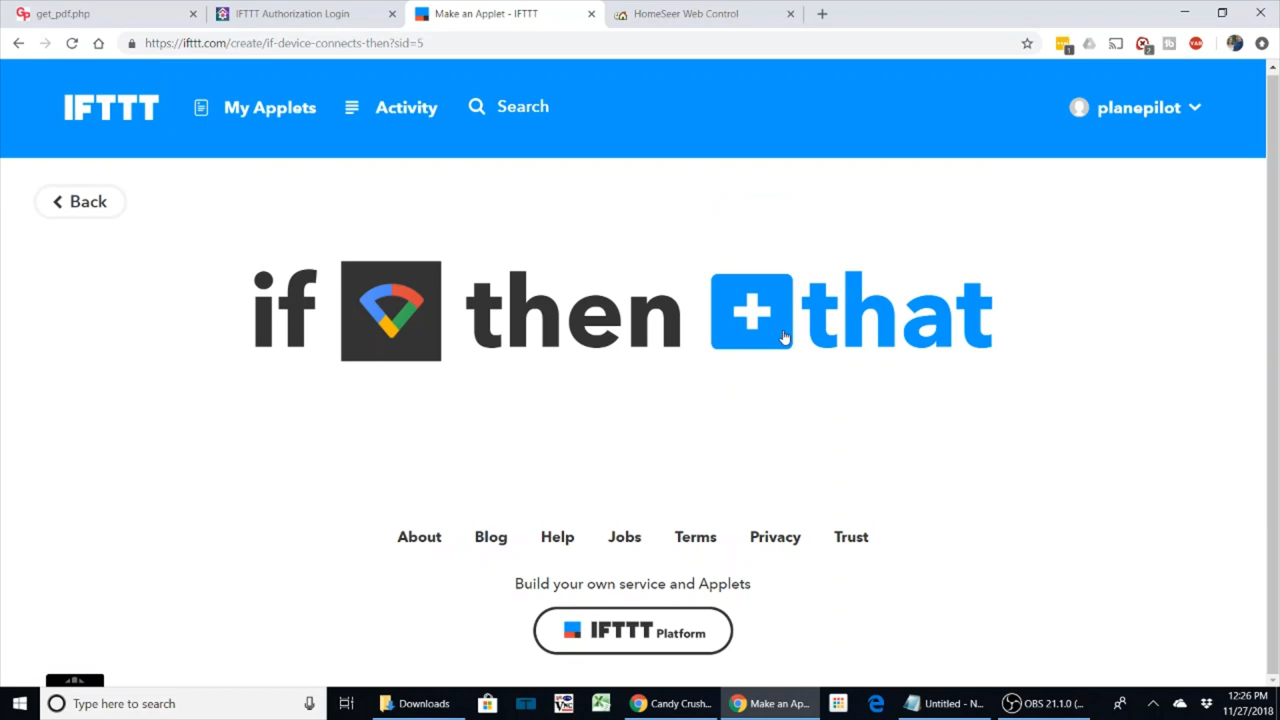 get_pdf.php
IFTTT Authorization Login
Make an Applet - IFTTT
HomeSeer Web Control
https://ifttt.com/create/if-device-connects-then?sid=5
IFTTT
My Applets
Activity
Search
planepilot
Back
if then that
About Blog Help Jobs Terms Privacy Trust
Build your own service and Applets
IFTTT Platform
Type here to search
Downloads
Candy Crush...
Make an Ap...
Untitled - N...
OBS 21.1.0 (...
12:26 PM
11/27/2018